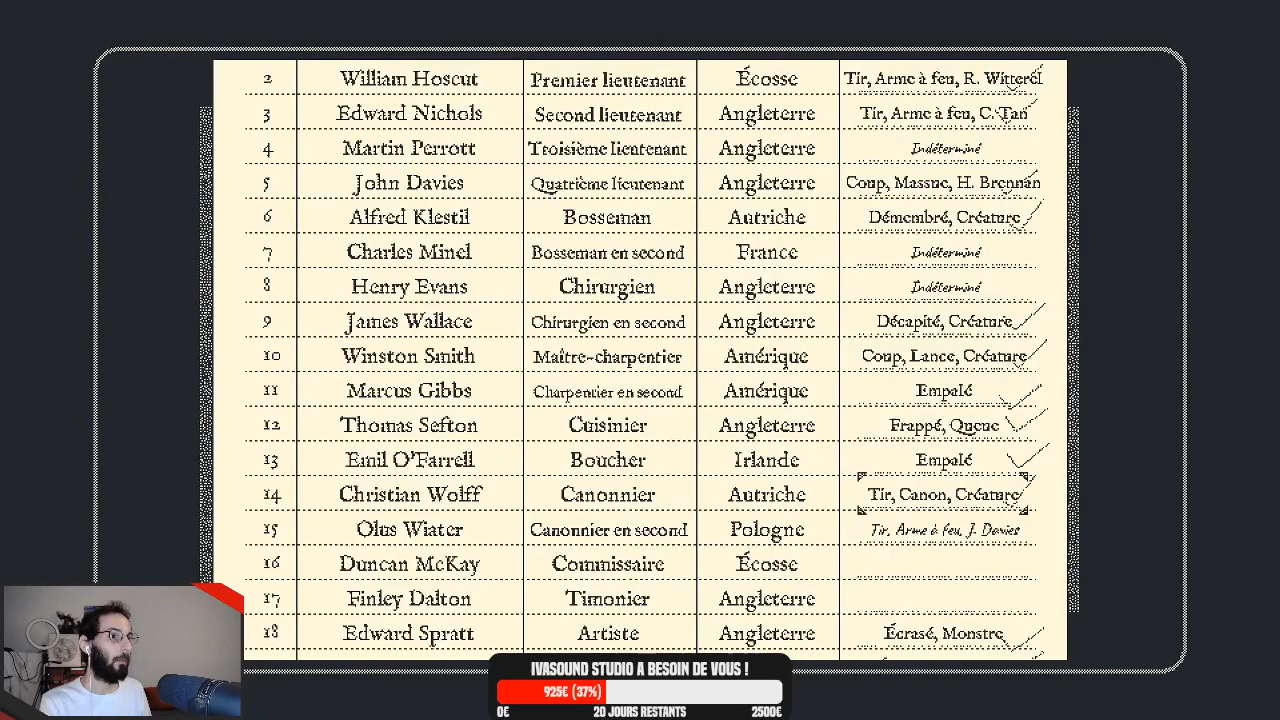 2 William Hoscut Premier lieutenant Écosse Tir, Arme à feu, R. Witterel
3 Edward Nichols Second lieutenant Angleterre Tir, Arme à feu, C. Tan
4 Martin Perrott Troisième lieutenant Angleterre Indéterminé
5 John Davies Quatrième lieutenant Angleterre Coup, Massue, H. Brennan
6 Alfred Klestil Bosseman Autriche Démembré, Créature
7 Charles Minel Bosseman en second France Indéterminé
8 Henry Evans Chirurgien Angleterre Indéterminé
9 James Wallace Chirurgien en second Angleterre Décapité, Créature
10 Winston Smith Maître-charpentier Amérique Coup, Lance, Créature
11 Marcus Gibbs Charpentier en second Amérique Empalé
12 Thomas Sefton Cuisinier Angleterre Frappé, Queue
13 Emil O'Farrell Boucher Irlande Empalé
14 Christian Wolff Canonnier Autriche Tir, Canon, Créature
15 Olus Wiater Canonnier en second Pologne Tir, Arme à feu, J. Davies
16 Duncan McKay Commissaire Écosse
17 Finley Dalton Timonier Angleterre
18 Edward Spratt Artiste Angleterre Écrasé, Monstre
IVASOUND STUDIO A BESOIN DE VOUS !
925€ (37%)
0€ 20 JOURS RESTANTS 2500€